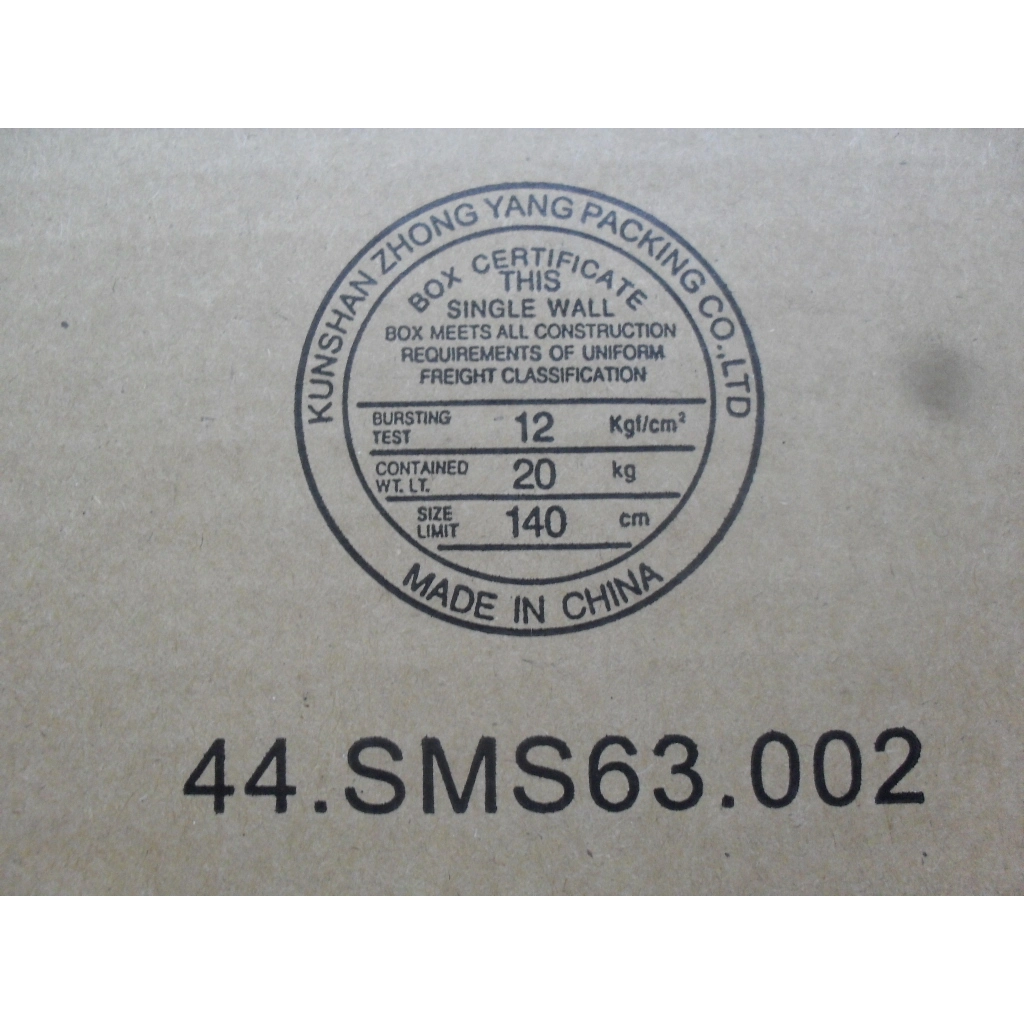 KUNSHAN ZHONG YANG PACKING CO.,LTD
BOX CERTIFICATE
THIS
SINGLE WALL
BOX MEETS ALL CONSTRUCTION
REQUIREMENTS OF UNIFORM
FREIGHT CLASSIFICATION
BURSTING TEST 12 Kgf/cm²
CONTAINED WT. LT. 20 kg
SIZE LIMIT 140 cm
MADE IN CHINA
44.SMS63.002